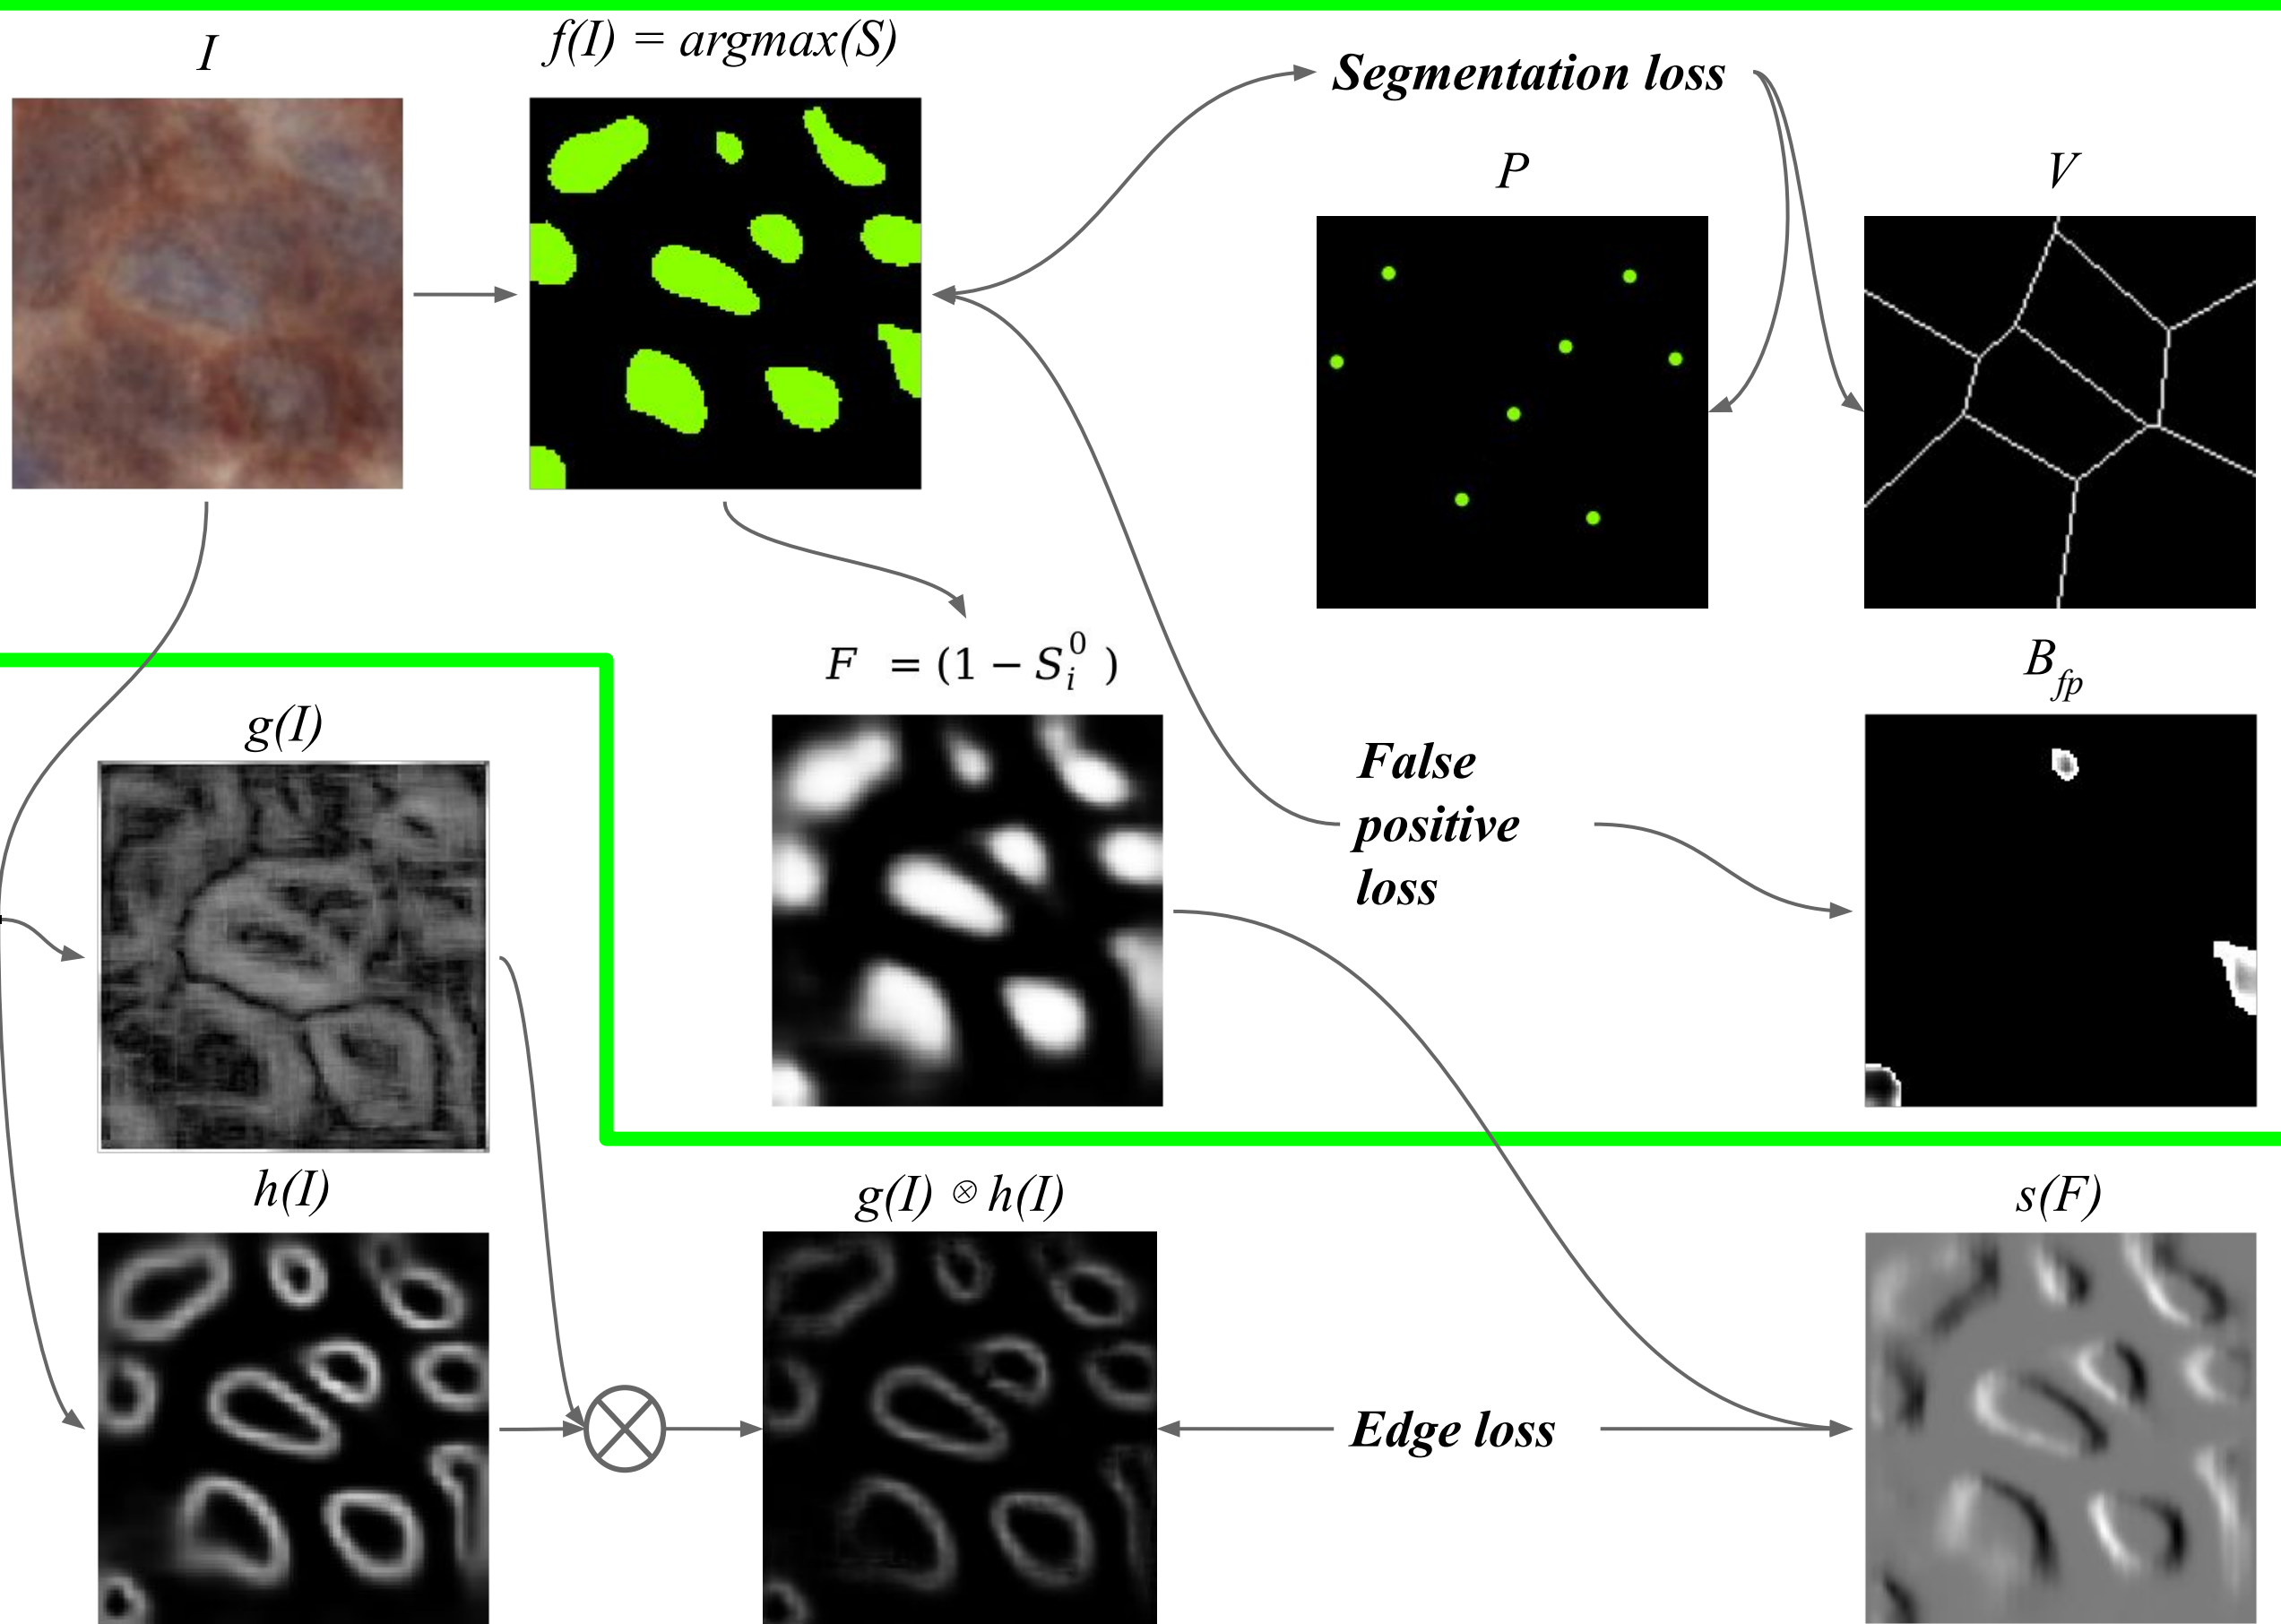 I
f(I) = argmax(S)
Segmentation loss
P
V
F = (1 − S_i^0 )
B_fp
g(I)
False
positive
loss
h(I)
g(I) ⊗ h(I)
s(F)
Edge loss